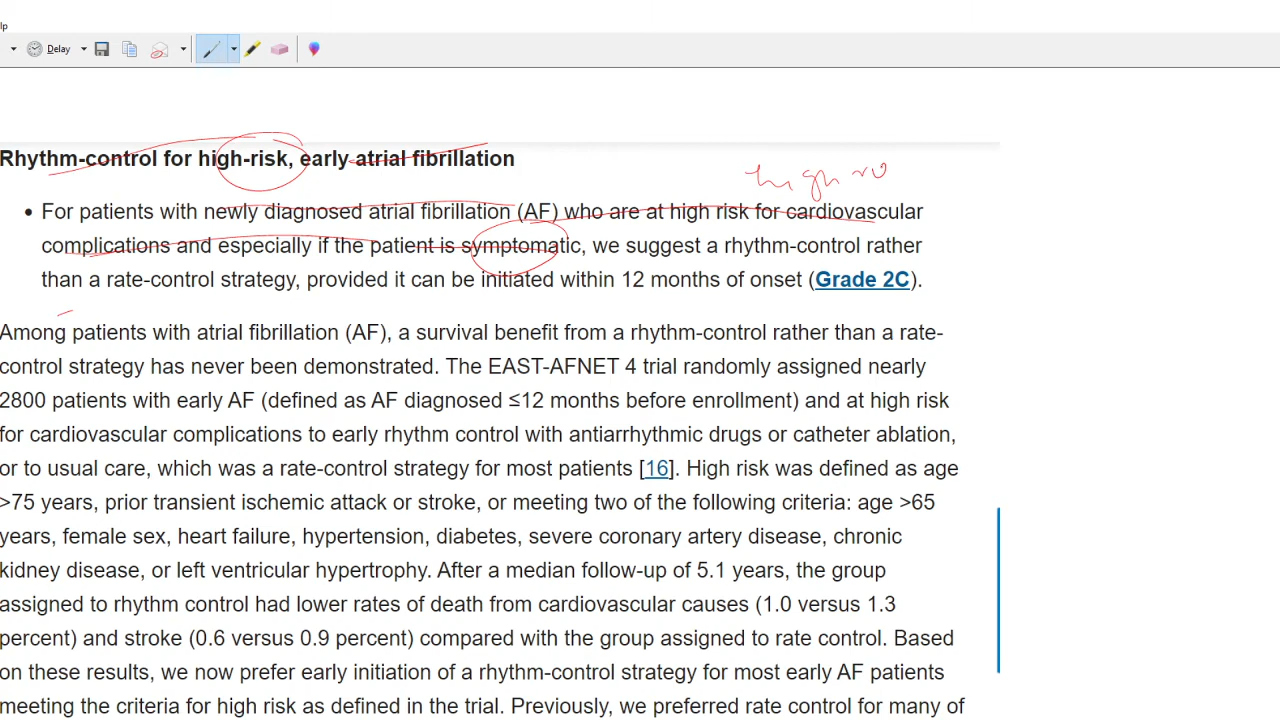 lp
Delay
high
Rhythm-control for high-risk, early atrial fibrillation
• For patients with newly diagnosed atrial fibrillation (AF) who are at high risk for cardiovascular
complications and especially if the patient is symptomatic, we suggest a rhythm-control rather
than a rate-control strategy, provided it can be initiated within 12 months of onset (Grade 2C).
Among patients with atrial fibrillation (AF), a survival benefit from a rhythm-control rather than a rate-
control strategy has never been demonstrated. The EAST-AFNET 4 trial randomly assigned nearly
2800 patients with early AF (defined as AF diagnosed ≤12 months before enrollment) and at high risk
for cardiovascular complications to early rhythm control with antiarrhythmic drugs or catheter ablation,
or to usual care, which was a rate-control strategy for most patients [16]. High risk was defined as age
>75 years, prior transient ischemic attack or stroke, or meeting two of the following criteria: age >65
years, female sex, heart failure, hypertension, diabetes, severe coronary artery disease, chronic
kidney disease, or left ventricular hypertrophy. After a median follow-up of 5.1 years, the group
assigned to rhythm control had lower rates of death from cardiovascular causes (1.0 versus 1.3
percent) and stroke (0.6 versus 0.9 percent) compared with the group assigned to rate control. Based
on these results, we now prefer early initiation of a rhythm-control strategy for most early AF patients
meeting the criteria for high risk as defined in the trial. Previously, we preferred rate control for many of